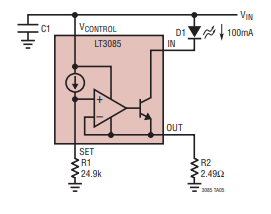 VIN
C1
VCONTROL
LT3085
IN
D1
100mA
+
–
OUT
SET
R1
24.9k
R2
2.49Ω
3085 TA05